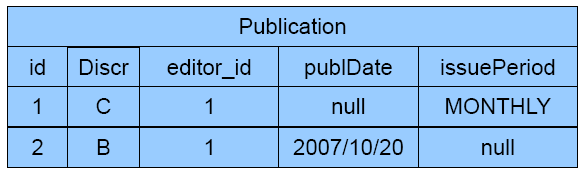 Publication
id Discr editor_id publDate issuePeriod
1 C 1 null MONTHLY
2 B 1 2007/10/20 null